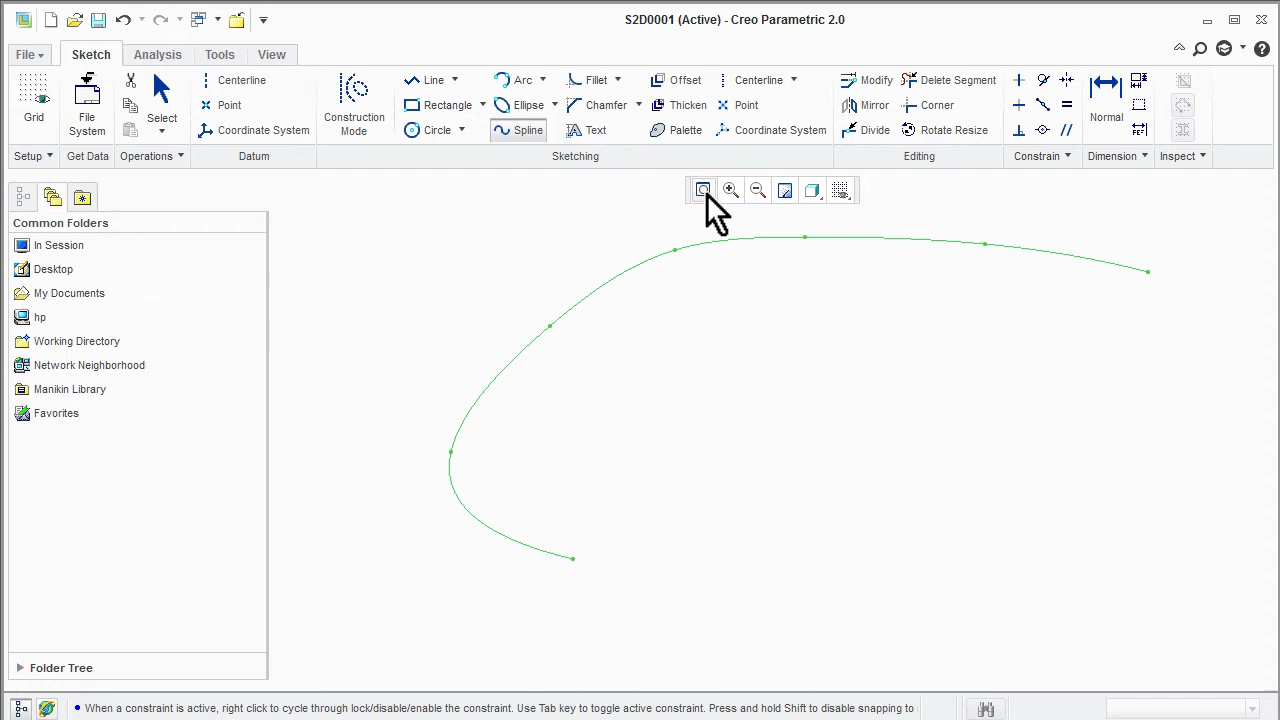 S2D0001 (Active) - Creo Parametric 2.0
File Sketch Analysis Tools View
Grid
File System
Select
Centerline
Point
Coordinate System
Construction Mode
Line
Rectangle
Circle
Arc
Ellipse
Spline
Fillet
Chamfer
Text
Offset
Thicken
Palette
Centerline
Point
Coordinate System
Modify
Mirror
Divide
Delete Segment
Corner
Rotate Resize
Normal
Setup Get Data Operations Datum Sketching Editing Constrain Dimension Inspect
Common Folders
In Session
Desktop
My Documents
hp
Working Directory
Network Neighborhood
Manikin Library
Favorites
Folder Tree
When a constraint is active, right click to cycle through lock/disable/enable the constraint. Use Tab key to toggle active constraint. Press and hold Shift to disable snapping to